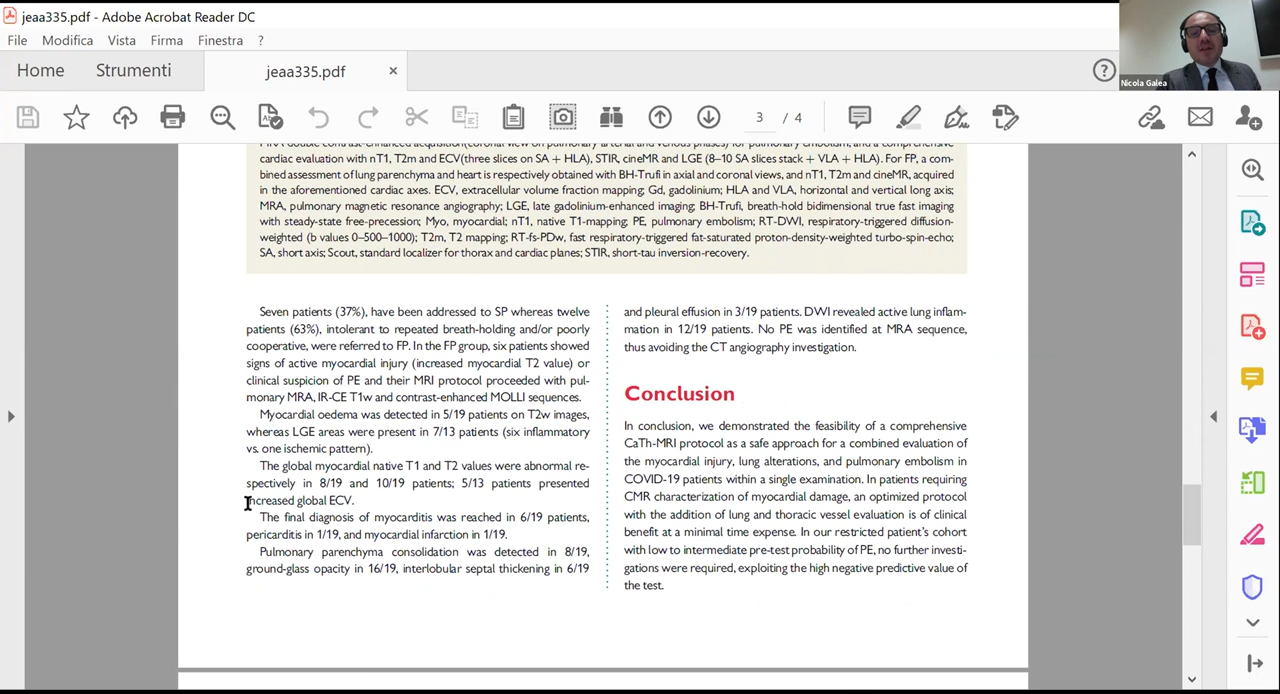 jeaa335.pdf - Adobe Acrobat Reader DC
File Modifica Vista Firma Finestra ?
Home Strumenti jeaa335.pdf ×
3 / 4
Nicola Galea
cardiac evaluation with nT1, T2m and ECV(three slices on SA + HLA), STIR, cineMR and LGE (8–10 SA slices stack + VLA + HLA). For FP, a com-
bined assessment of lung parenchyma and heart is respectively obtained with BH-Trufi in axial and coronal views, and nT1, T2m and cineMR, acquired
in the aforementioned cardiac axes. ECV, extracellular volume fraction mapping; Gd, gadolinium; HLA and VLA, horizontal and vertical long axis;
MRA, pulmonary magnetic resonance angiography; LGE, late gadolinium-enhanced imaging; BH-Trufi, breath-hold bidimensional true fast imaging
with steady-state free-precession; Myo, myocardial; nT1, native T1-mapping; PE, pulmonary embolism; RT-DWI, respiratory-triggered diffusion-
weighted (b values 0–500–1000); T2m, T2 mapping; RT-fs-PDw, fast respiratory-triggered fat-saturated proton-density-weighted turbo-spin-echo;
SA, short axis; Scout, standard localizer for thorax and cardiac planes; STIR, short-tau inversion-recovery.
Seven patients (37%), have been addressed to SP whereas twelve
patients (63%), intolerant to repeated breath-holding and/or poorly
cooperative, were referred to FP. In the FP group, six patients showed
signs of active myocardial injury (increased myocardial T2 value) or
clinical suspicion of PE and their MRI protocol proceeded with pul-
monary MRA, IR-CE T1w and contrast-enhanced MOLLI sequences.
Myocardial oedema was detected in 5/19 patients on T2w images,
whereas LGE areas were present in 7/13 patients (six inflammatory
vs. one ischemic pattern).
The global myocardial native T1 and T2 values were abnormal re-
spectively in 8/19 and 10/19 patients; 5/13 patients presented
increased global ECV.
The final diagnosis of myocarditis was reached in 6/19 patients,
pericarditis in 1/19, and myocardial infarction in 1/19.
Pulmonary parenchyma consolidation was detected in 8/19,
ground-glass opacity in 16/19, interlobular septal thickening in 6/19
and pleural effusion in 3/19 patients. DWI revealed active lung inflam-
mation in 12/19 patients. No PE was identified at MRA sequence,
thus avoiding the CT angiography investigation.
Conclusion
In conclusion, we demonstrated the feasibility of a comprehensive
CaTh-MRI protocol as a safe approach for a combined evaluation of
the myocardial injury, lung alterations, and pulmonary embolism in
COVID-19 patients within a single examination. In patients requiring
CMR characterization of myocardial damage, an optimized protocol
with the addition of lung and thoracic vessel evaluation is of clinical
benefit at a minimal time expense. In our restricted patient's cohort
with low to intermediate pre-test probability of PE, no further investi-
gations were required, exploiting the high negative predictive value of
the test.